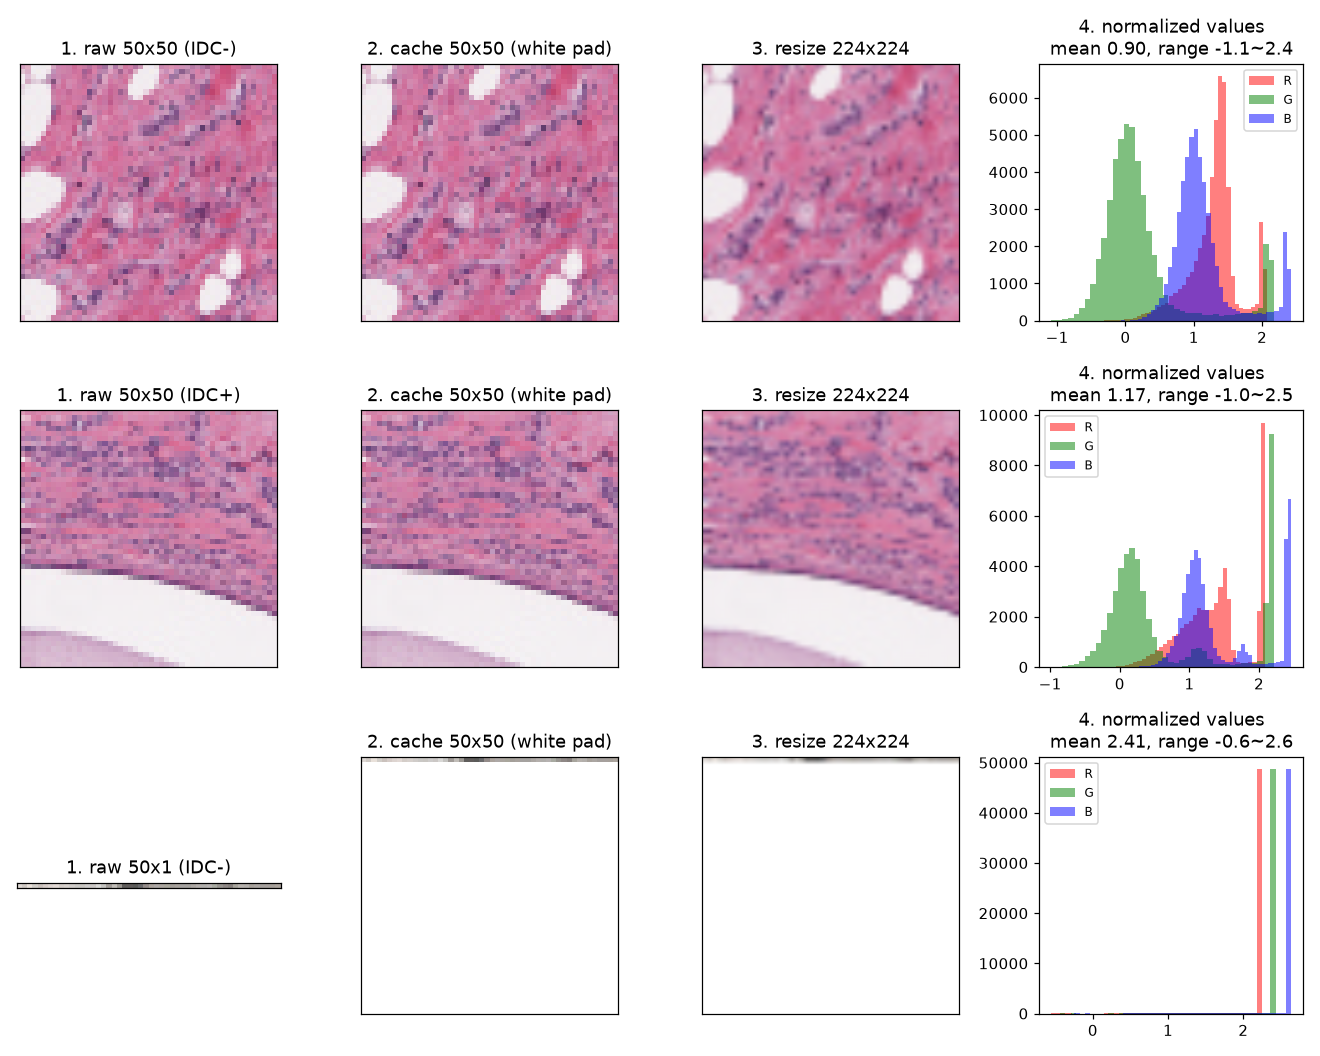 1. raw 50x50 (IDC-)
2. cache 50x50 (white pad)
3. resize 224x224
4. normalized values
mean 0.90, range -1.1~2.4
R
G
B
6000
5000
4000
3000
2000
1000
0
−1 0 1 2
1. raw 50x50 (IDC+)
2. cache 50x50 (white pad)
3. resize 224x224
4. normalized values
mean 1.17, range -1.0~2.5
R
G
B
10000
8000
6000
4000
2000
0
−1 0 1 2
1. raw 50x1 (IDC-)
2. cache 50x50 (white pad)
3. resize 224x224
4. normalized values
mean 2.41, range -0.6~2.6
R
G
B
50000
40000
30000
20000
10000
0
0 1 2